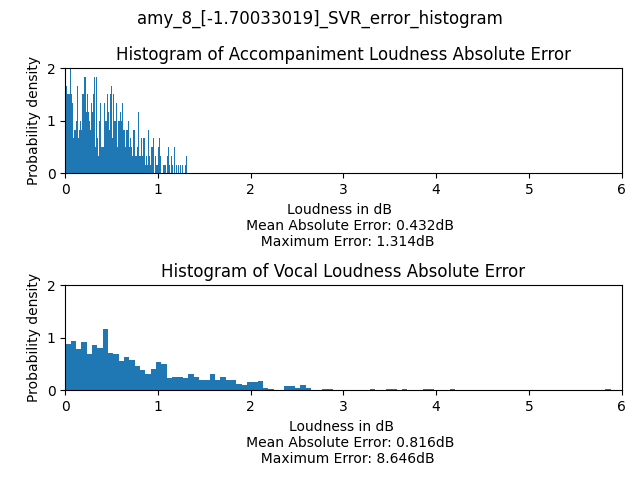 amy_8_[-1.70033019]_SVR_error_histogram
Histogram of Accompaniment Loudness Absolute Error
Probability density
2
1
0
0 1 2 3 4 5 6
Loudness in dB
Mean Absolute Error: 0.432dB
Maximum Error: 1.314dB
Histogram of Vocal Loudness Absolute Error
Probability density
2
1
0
0 1 2 3 4 5 6
Loudness in dB
Mean Absolute Error: 0.816dB
Maximum Error: 8.646dB